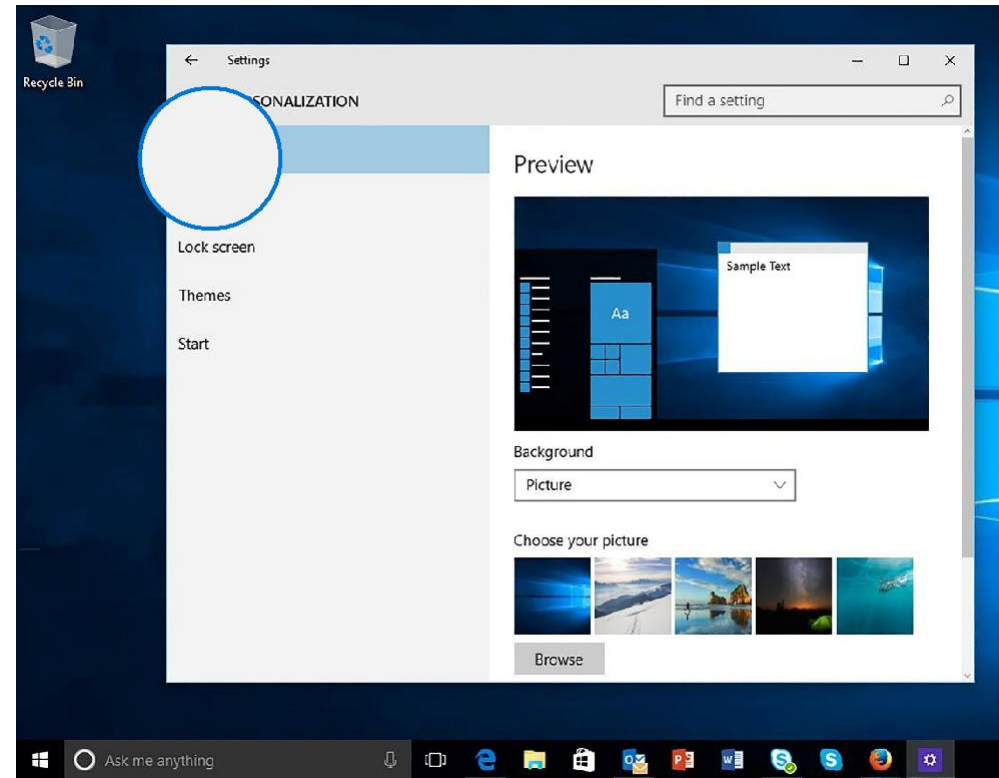 Recycle Bin
Settings
SONALIZATION
Find a setting
Preview
Lock screen
Themes
Start
Sample Text
Aa
Background
Picture
Choose your picture
Browse
Ask me anything